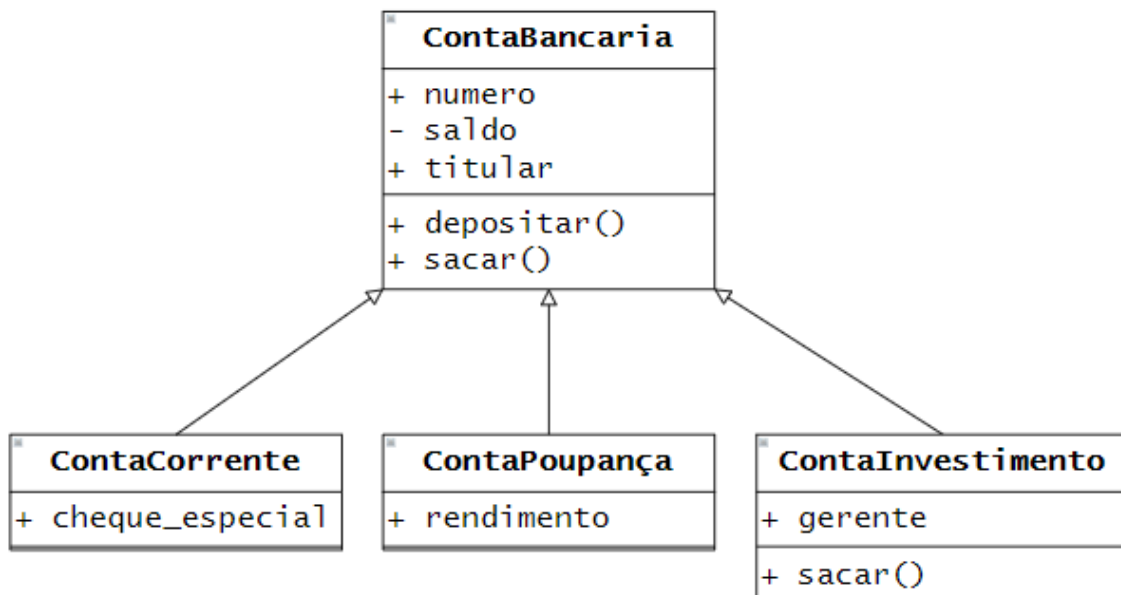 ContaBancaria
+ numero
- saldo
+ titular
+ depositar()
+ sacar()
ContaCorrente
+ cheque_especial
ContaPoupança
+ rendimento
ContaInvestimento
+ gerente
+ sacar()